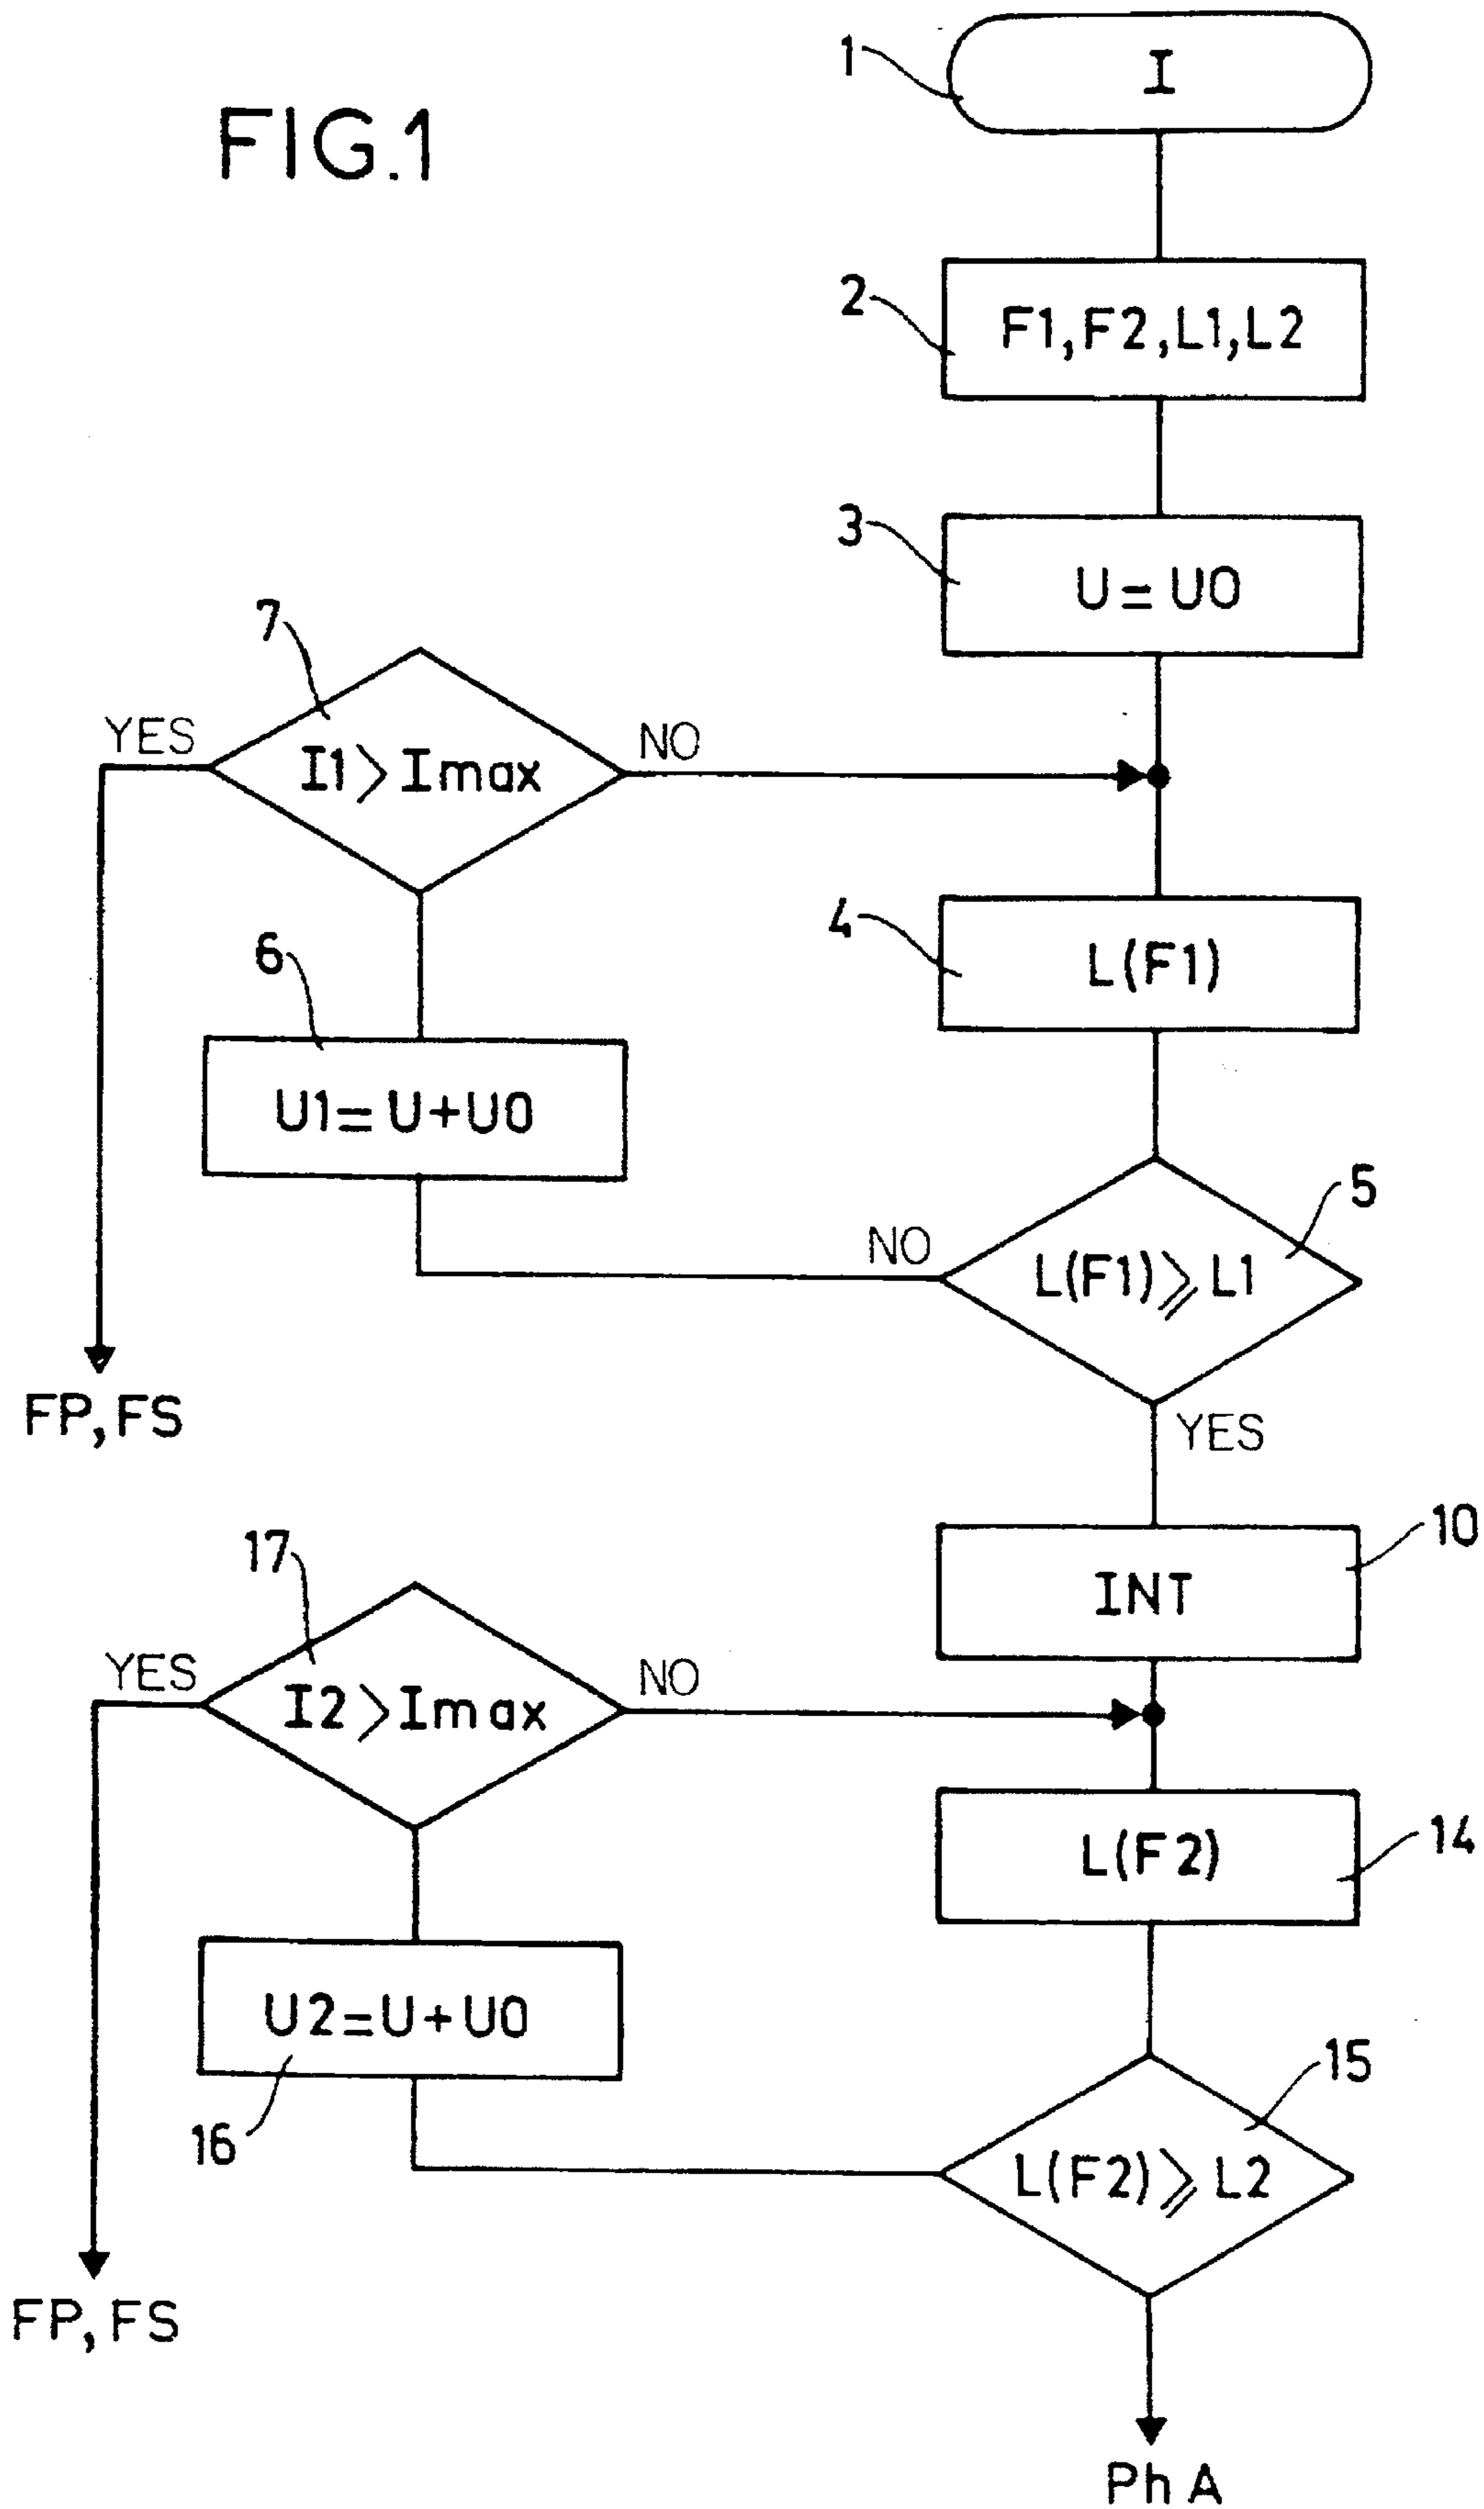 FIG.1
1
I
2
F1,F2,L1,L2
3
U=U0
7
YES
I1>Imax
NO
4
L(F1)
6
U1=U+U0
5
NO
L(F1)⩾L1
YES
FP,FS
10
INT
17
YES
I2>Imax
NO
14
L(F2)
16
U2=U+U0
15
L(F2)⩾L2
FP,FS
PhA